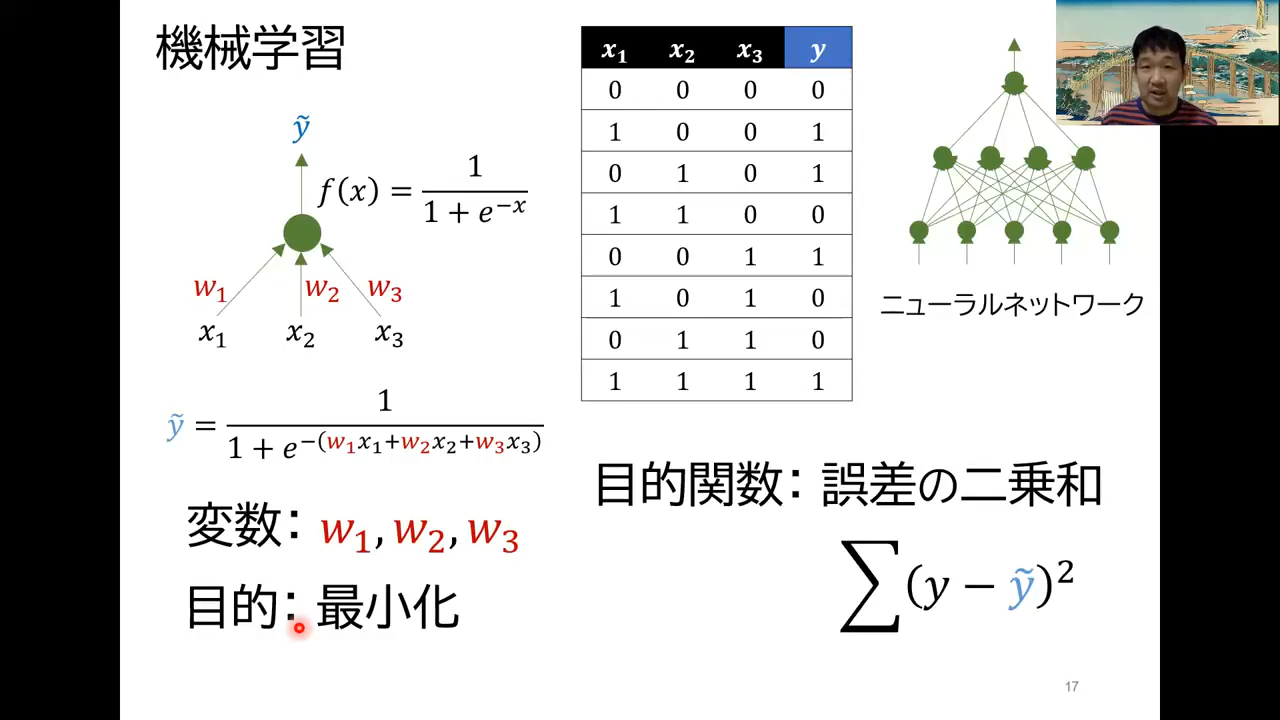 機械学習
ỹ
f(x) = 1 / (1 + e^{−x})
w₁ w₂ w₃
x₁ x₂ x₃
ỹ = 1 / (1 + e^{−(w₁x₁+w₂x₂+w₃x₃)})
変数: w₁, w₂, w₃
目的: 最小化
x₁ x₂ x₃ y
0 0 0 0
1 0 0 1
0 1 0 1
1 1 0 0
0 0 1 1
1 0 1 0
0 1 1 0
1 1 1 1
ニューラルネットワーク
目的関数: 誤差の二乗和
∑(y − ỹ)²
17